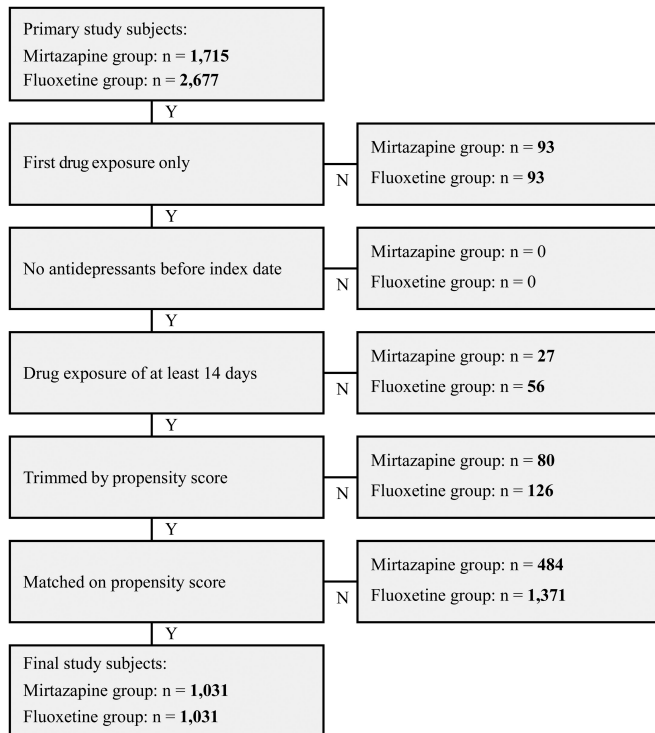 Primary study subjects:
Mirtazapine group: n = 1,715
Fluoxetine group: n = 2,677
Y
First drug exposure only
N
Mirtazapine group: n = 93
Fluoxetine group: n = 93
Y
No antidepressants before index date
N
Mirtazapine group: n = 0
Fluoxetine group: n = 0
Y
Drug exposure of at least 14 days
N
Mirtazapine group: n = 27
Fluoxetine group: n = 56
Y
Trimmed by propensity score
N
Mirtazapine group: n = 80
Fluoxetine group: n = 126
Y
Matched on propensity score
N
Mirtazapine group: n = 484
Fluoxetine group: n = 1,371
Y
Final study subjects:
Mirtazapine group: n = 1,031
Fluoxetine group: n = 1,031